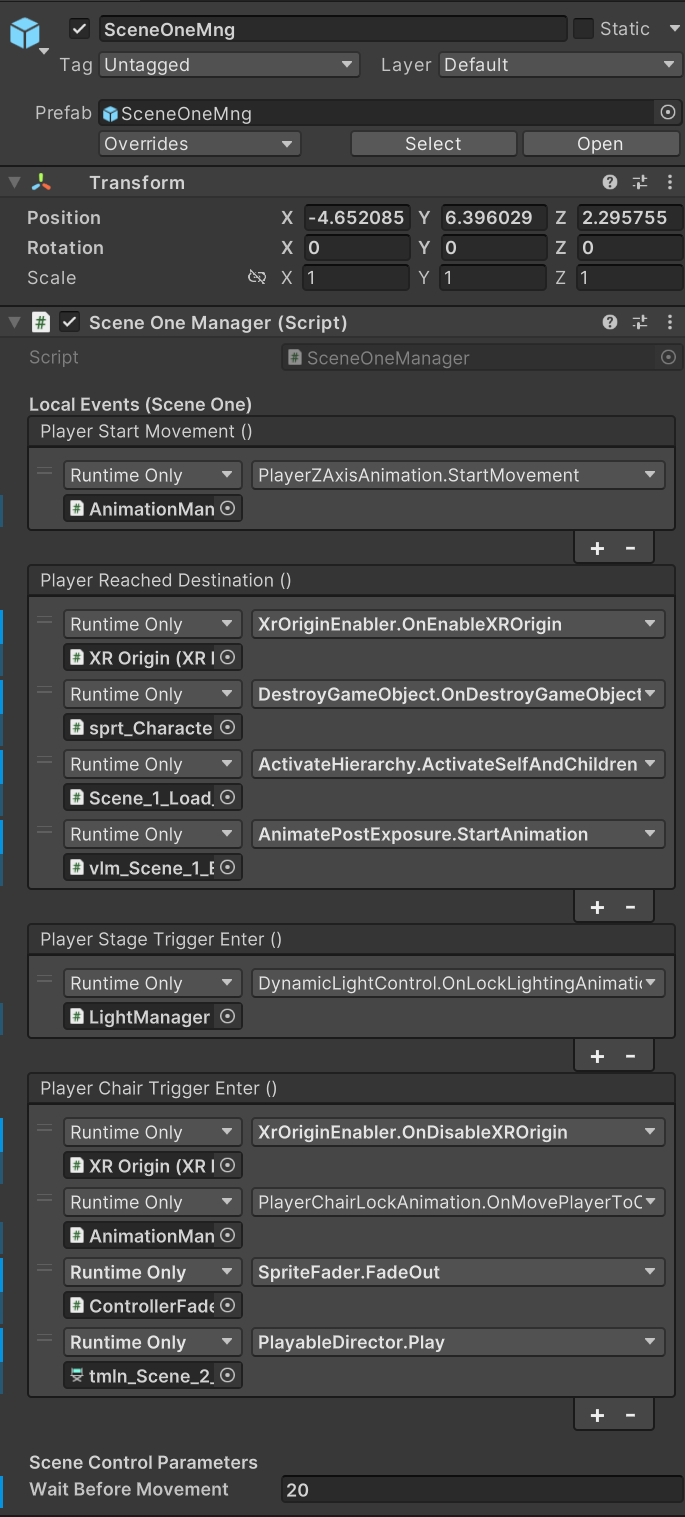 SceneOneMng
Static
Tag Untagged Layer Default
Prefab SceneOneMng
Overrides Select Open
Transform
Position X -4.652085 Y 6.396029 Z 2.295755
Rotation X 0 Y 0 Z 0
Scale X 1 Y 1 Z 1
# Scene One Manager (Script)
Script # SceneOneManager
Local Events (Scene One)
Player Start Movement ()
Runtime Only PlayerZAxisAnimation.StartMovement
# AnimationMan
+ -
Player Reached Destination ()
Runtime Only XrOriginEnabler.OnEnableXROrigin
# XR Origin (XR
Runtime Only DestroyGameObject.OnDestroyGameObject
# sprt_Characte
Runtime Only ActivateHierarchy.ActivateSelfAndChildren
# Scene_1_Load_
Runtime Only AnimatePostExposure.StartAnimation
# vlm_Scene_1_E
+ -
Player Stage Trigger Enter ()
Runtime Only DynamicLightControl.OnLockLightingAnimatic
# LightManager
+ -
Player Chair Trigger Enter ()
Runtime Only XrOriginEnabler.OnDisableXROrigin
# XR Origin (XR
Runtime Only PlayerChairLockAnimation.OnMovePlayerToC
# AnimationMan
Runtime Only SpriteFader.FadeOut
# ControllerFade
Runtime Only PlayableDirector.Play
tmln_Scene_2_
+ -
Scene Control Parameters
Wait Before Movement 20